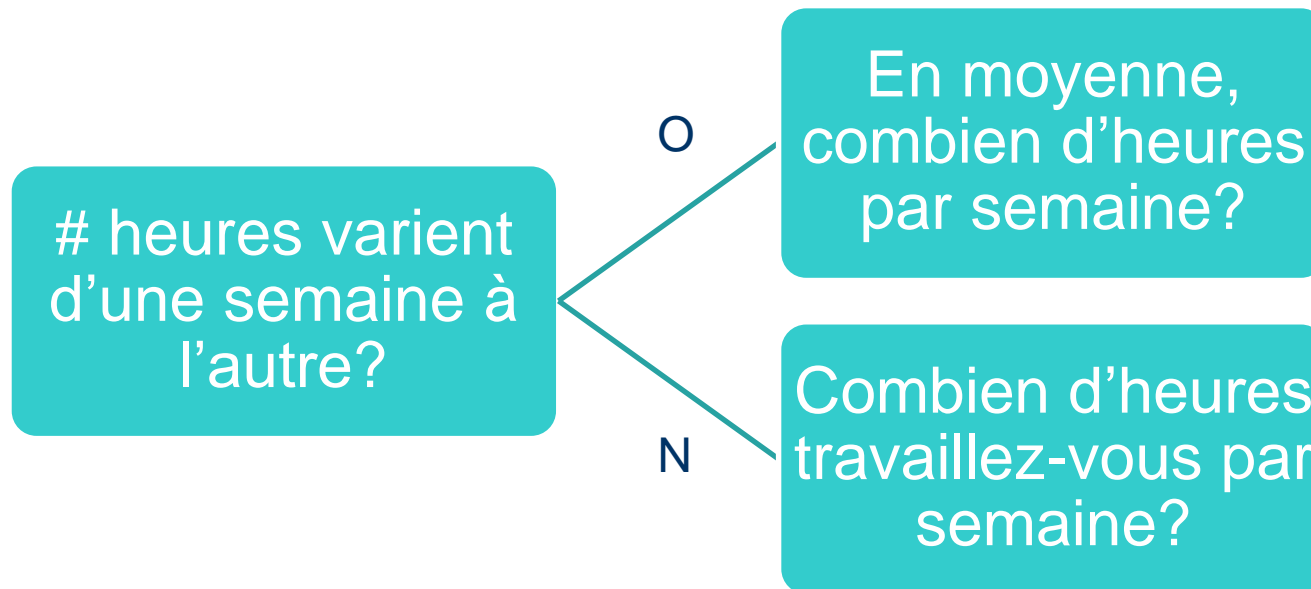 # heures varient
d’une semaine à
l’autre?
O
En moyenne,
combien d’heures
par semaine?
N
Combien d’heures
travaillez-vous par
semaine?